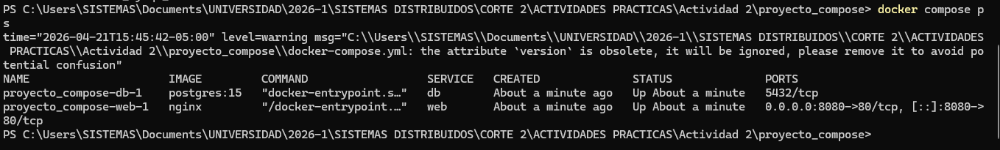 PS C:\Users\SISTEMAS\Documents\UNIVERSIDAD\2026-1\SISTEMAS DISTRIBUIDOS\CORTE 2\ACTIVIDADES PRACTICAS\Actividad 2\proyecto_compose> docker compose p
s
time="2026-04-21T15:45:42-05:00" level=warning msg="C:\\Users\\SISTEMAS\\Documents\\UNIVERSIDAD\\2026-1\\SISTEMAS DISTRIBUIDOS\\CORTE 2\\ACTIVIDADES
 PRACTICAS\\Actividad 2\\proyecto_compose\\docker-compose.yml: the attribute `version` is obsolete, it will be ignored, please remove it to avoid po
tential confusion"
NAME                     IMAGE         COMMAND                  SERVICE   CREATED              STATUS              PORTS
proyecto_compose-db-1    postgres:15   "docker-entrypoint.s…"   db        About a minute ago   Up About a minute   5432/tcp
proyecto_compose-web-1   nginx         "/docker-entrypoint.…"   web       About a minute ago   Up About a minute   0.0.0.0:8080->80/tcp, [::]:8080->
80/tcp
PS C:\Users\SISTEMAS\Documents\UNIVERSIDAD\2026-1\SISTEMAS DISTRIBUIDOS\CORTE 2\ACTIVIDADES PRACTICAS\Actividad 2\proyecto_compose>